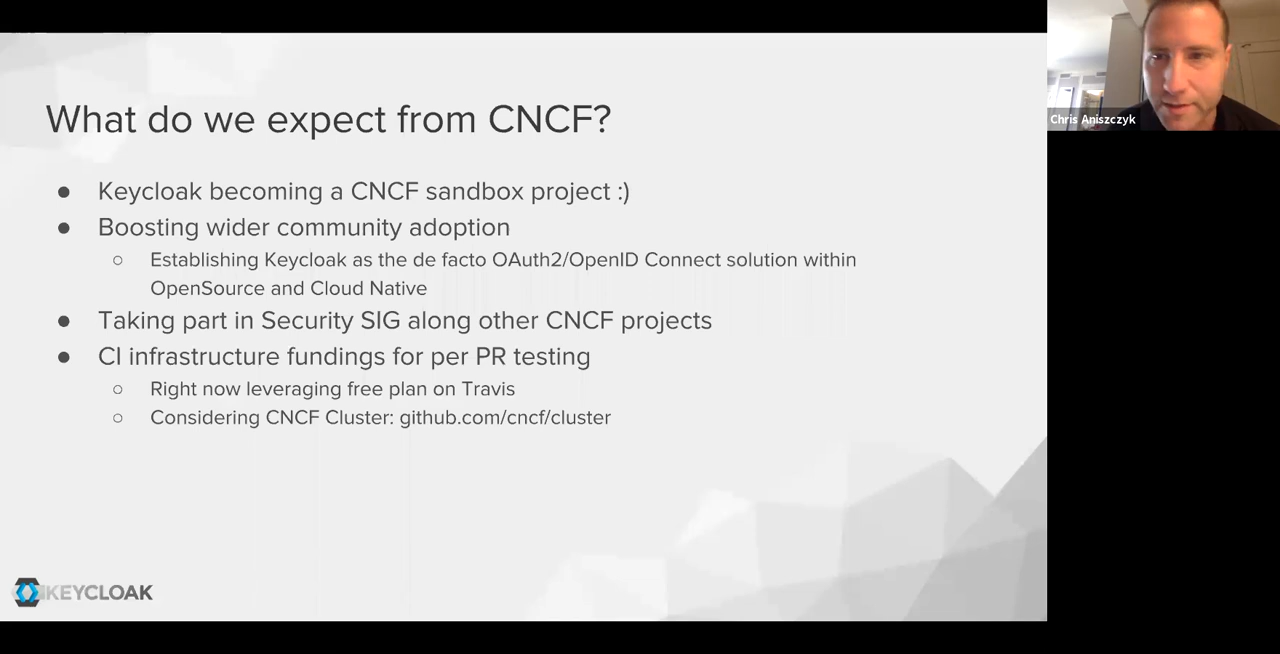 What do we expect from CNCF?
● Keycloak becoming a CNCF sandbox project :)
● Boosting wider community adoption
○ Establishing Keycloak as the de facto OAuth2/OpenID Connect solution within
OpenSource and Cloud Native
● Taking part in Security SIG along other CNCF projects
● CI infrastructure fundings for per PR testing
○ Right now leveraging free plan on Travis
○ Considering CNCF Cluster: github.com/cncf/cluster
KEYCLOAK
Chris Aniszczyk